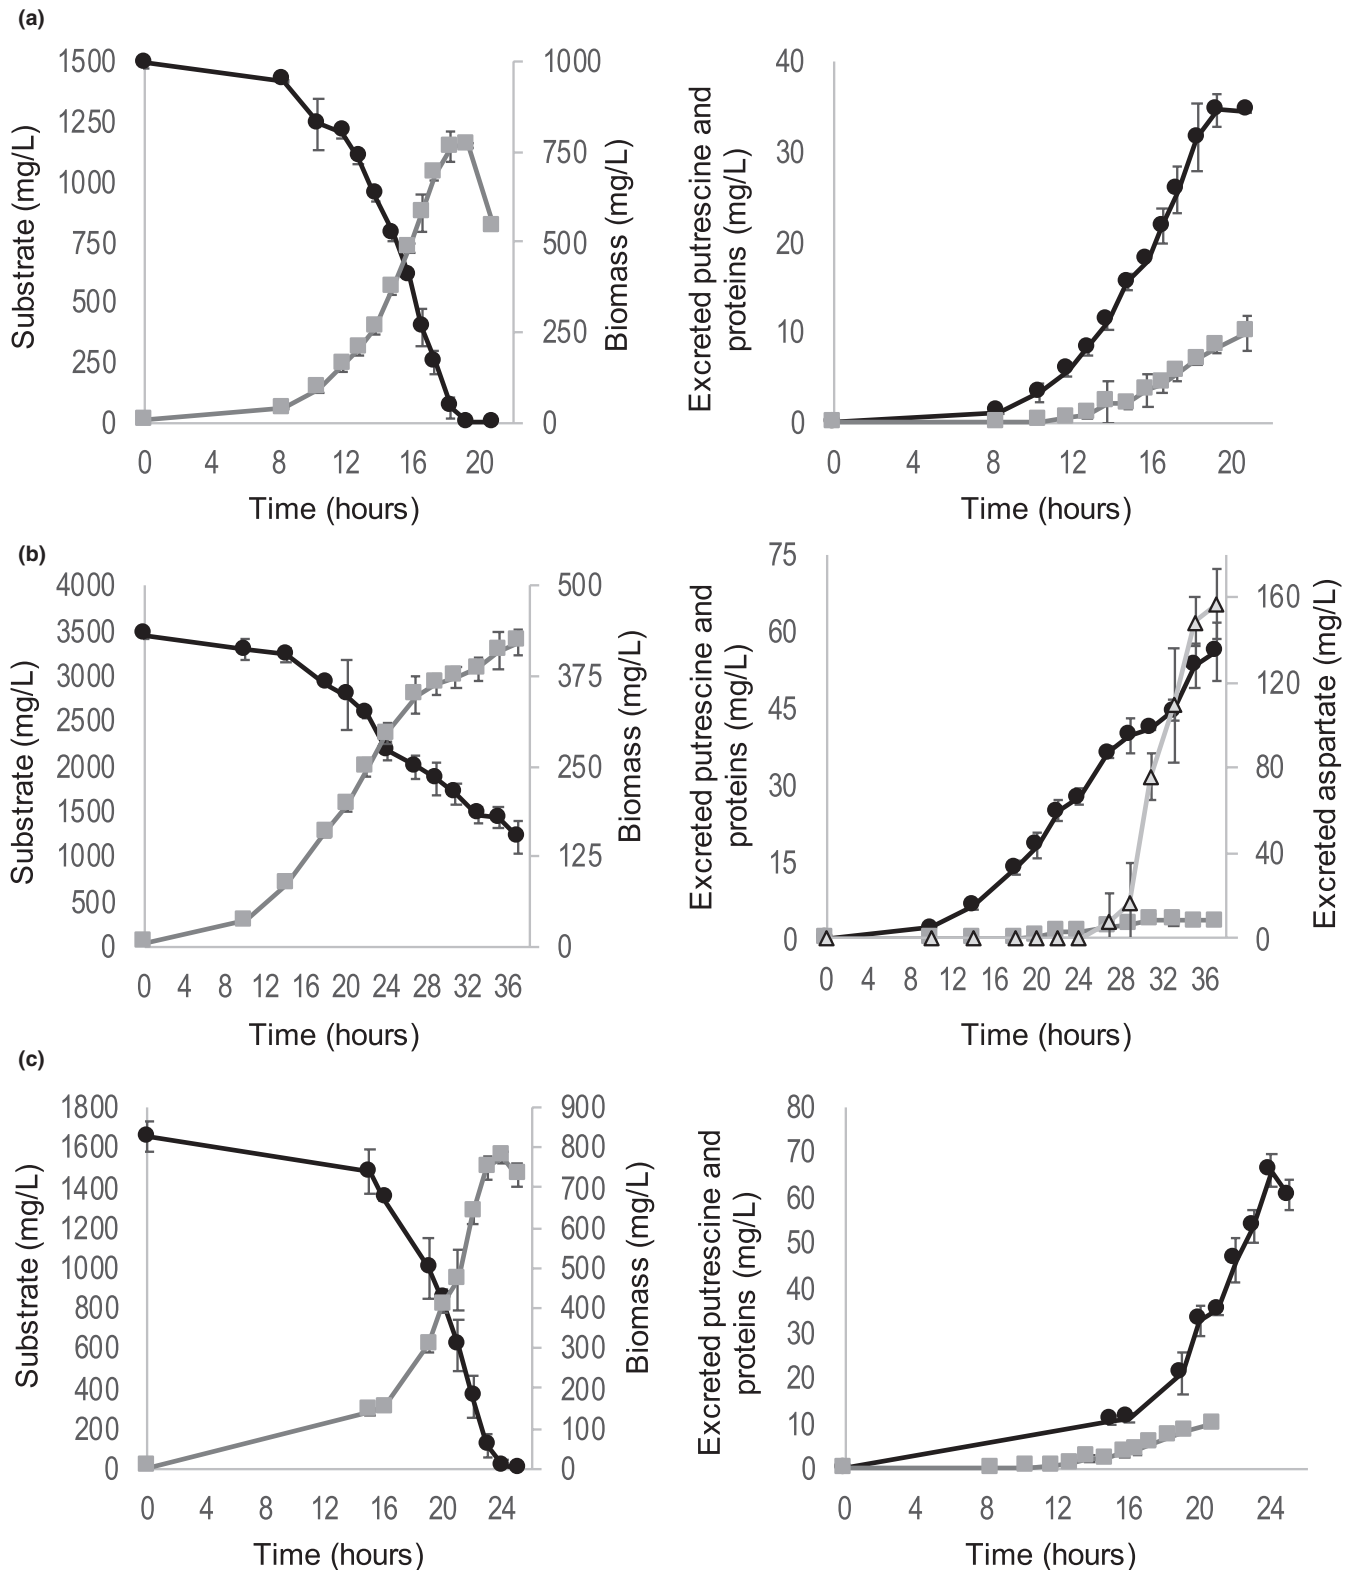 (a)
1500
1250
1000
750
500
250
0
Substrate (mg/L)
1000
750
500
250
0
Biomass (mg/L)
0 4 8 12 16 20
Time (hours)
Excreted putrescine and
proteins (mg/L)
40
30
20
10
0
0 4 8 12 16 20
Time (hours)
(b)
4000
3500
3000
2500
2000
1500
1000
500
0
Substrate (mg/L)
500
375
250
125
0
Biomass (mg/L)
0 4 8 12 16 20 24 28 32 36
Time (hours)
Excreted putrescine and
proteins (mg/L)
75
60
45
30
15
0
160
120
80
40
0
Excreted aspartate (mg/L)
0 4 8 12 16 20 24 28 32 36
Time (hours)
(c)
1800
1600
1400
1200
1000
800
600
400
200
0
Substrate (mg/L)
900
800
700
600
500
400
300
200
100
0
Biomass (mg/L)
0 4 8 12 16 20 24
Time (hours)
Excreted putrescine and
proteins (mg/L)
80
70
60
50
40
30
20
10
0
0 4 8 12 16 20 24
Time (hours)